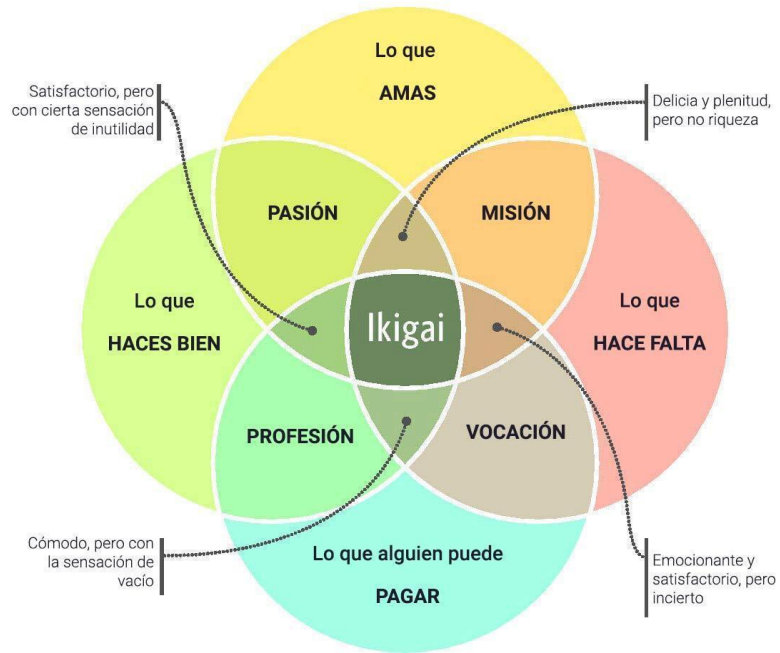 Lo que
AMAS
Satisfactorio, pero
con cierta sensación
de inutilidad
Delicia y plenitud,
pero no riqueza
PASIÓN
MISIÓN
Lo que
HACES BIEN
Ikigai
Lo que
HACE FALTA
PROFESIÓN
VOCACIÓN
Cómodo, pero con
la sensación de
vacío
Lo que alguien puede
PAGAR
Emocionante y
satisfactorio, pero
incierto